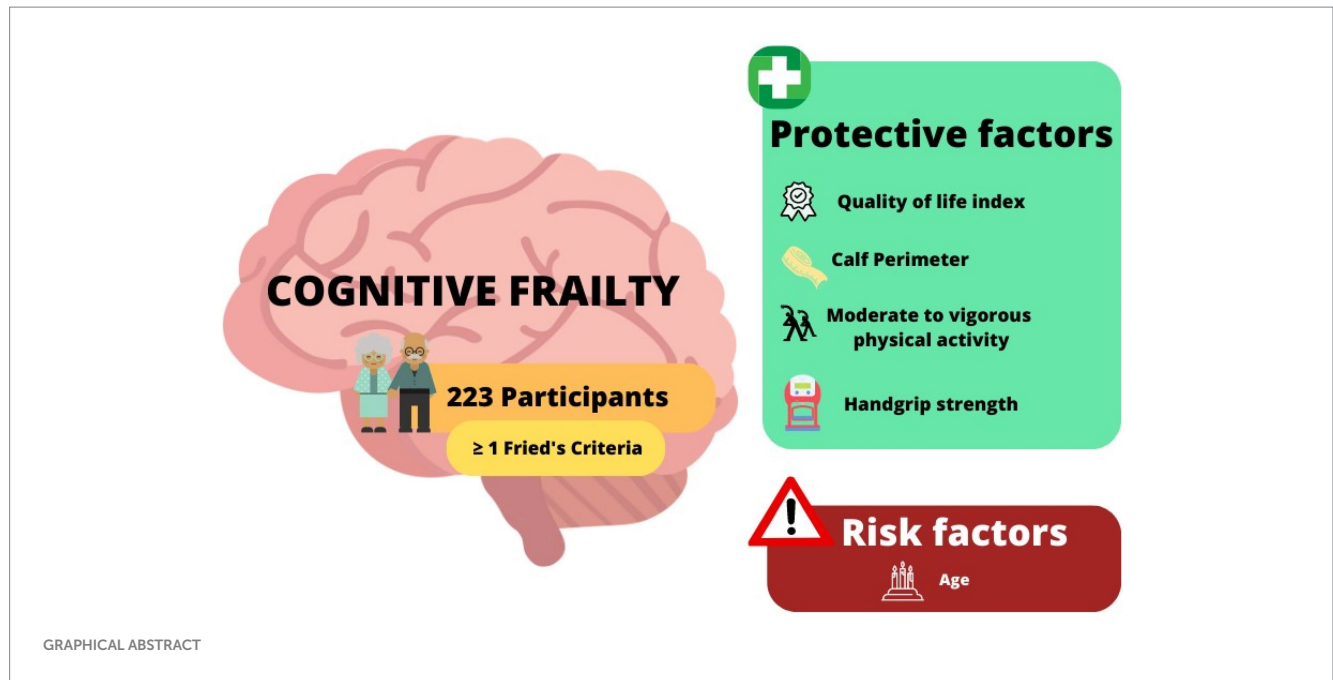 COGNITIVE FRAILTY
223 Participants
≥ 1 Fried's Criteria
Protective factors
Quality of life index
Calf Perimeter
Moderate to vigorous
physical activity
Handgrip strength
Risk factors
Age
GRAPHICAL ABSTRACT